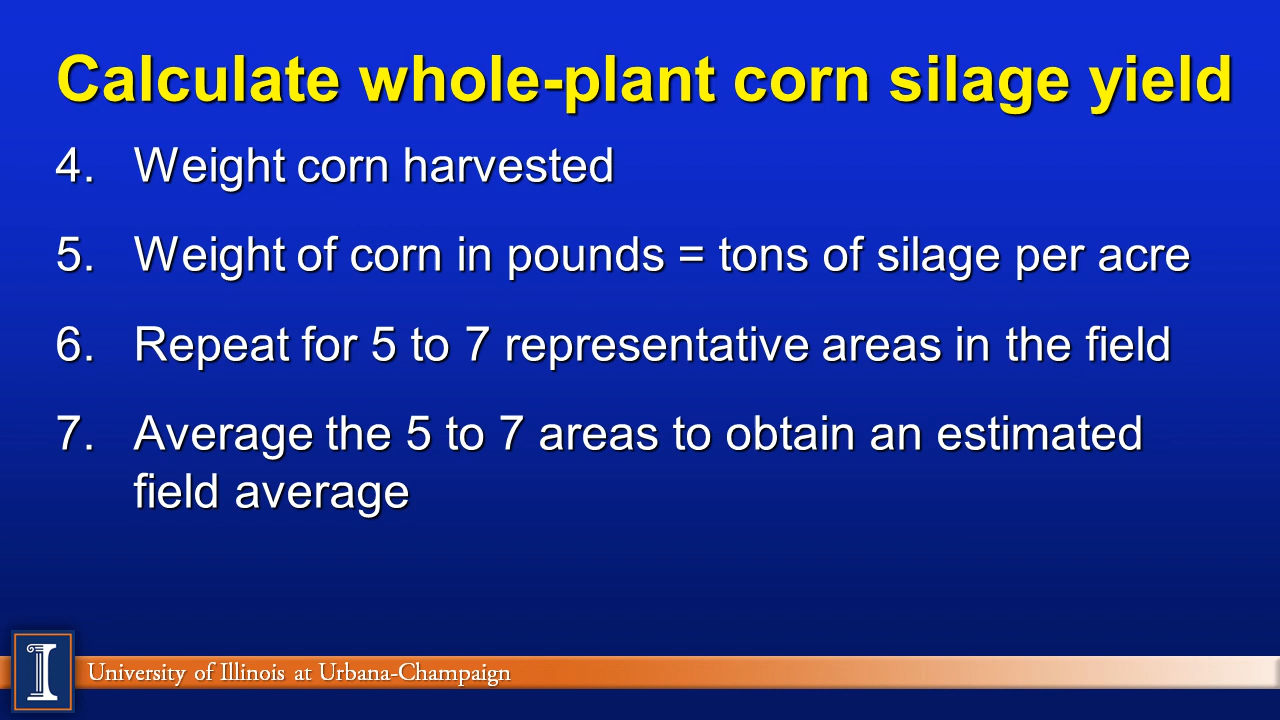 Calculate whole-plant corn silage yield
4. Weight corn harvested
5. Weight of corn in pounds = tons of silage per acre
6. Repeat for 5 to 7 representative areas in the field
7. Average the 5 to 7 areas to obtain an estimated
field average
I
University of Illinois at Urbana-Champaign